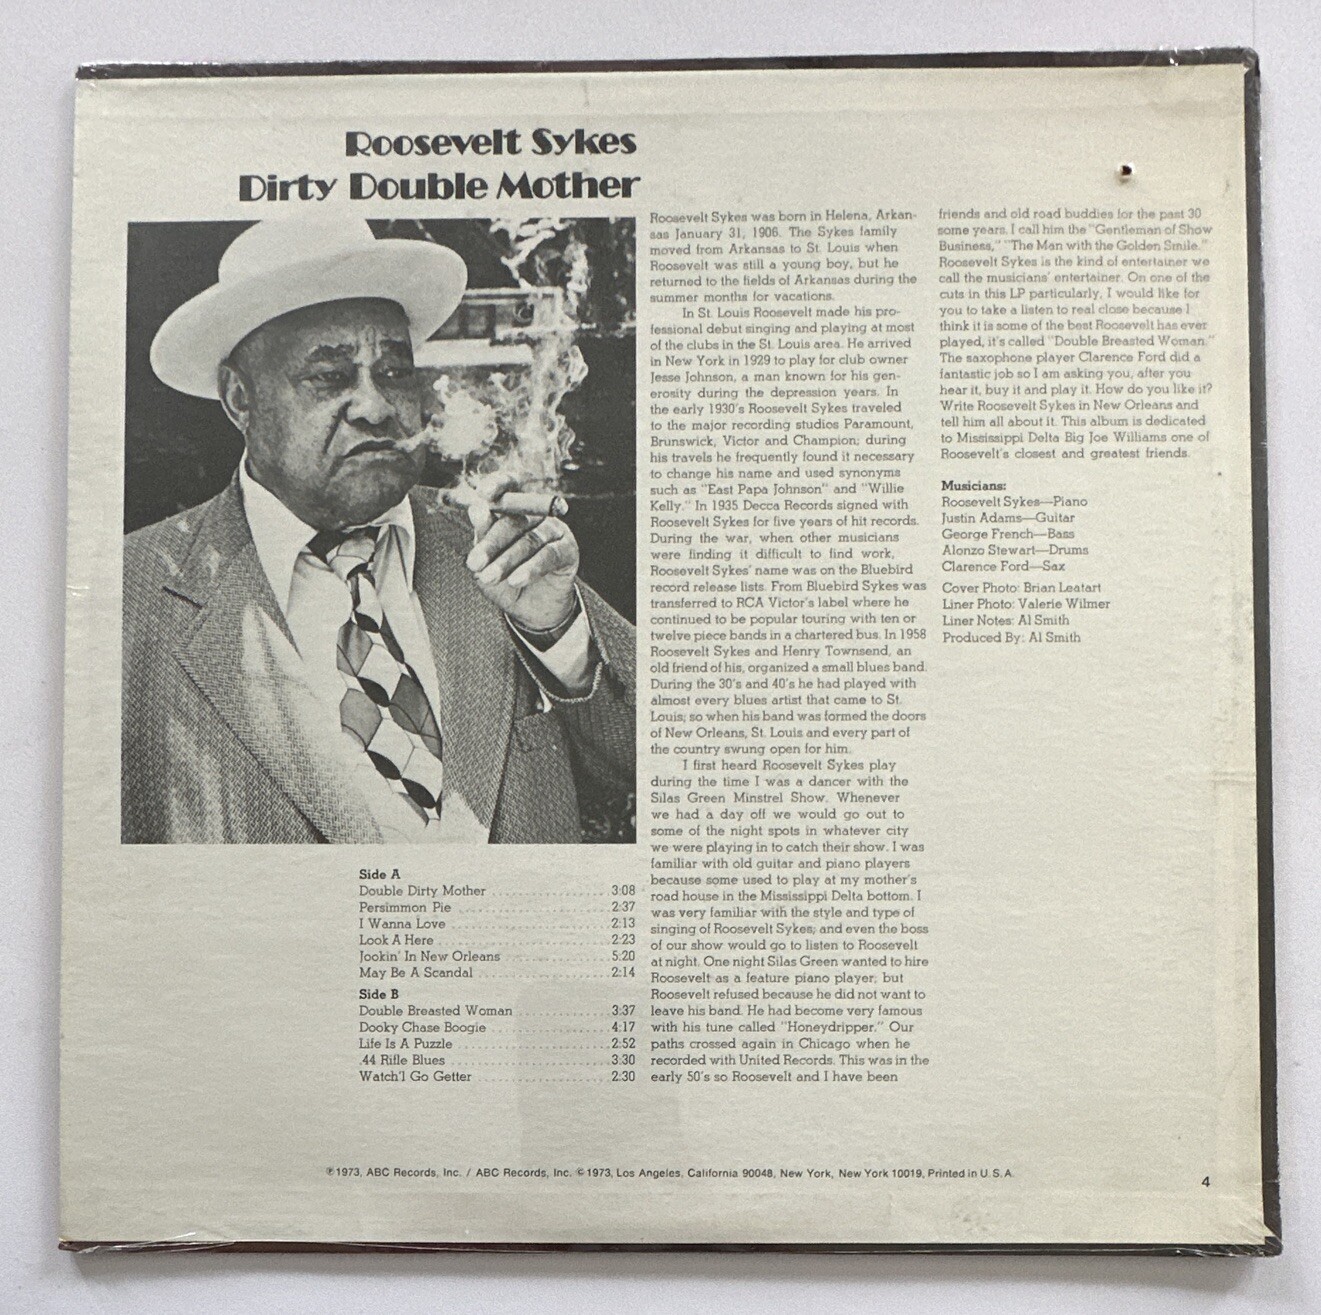 Roosevelt Sykes
Dirty Double Mother
Side A
Double Dirty Mother 3:08
Persimmon Pie 2:37
I Wanna Love 2:13
Look A Here 2:23
Jookin' In New Orleans 5:20
May Be A Scandal 2:14
Side B
Double Breasted Woman 3:37
Dooky Chase Boogie 4:17
Life Is A Puzzle 2:52
.44 Rifle Blues 3:30
Watch'1 Go Getter 2:30
Roosevelt Sykes was born in Helena, Arkan-
sas January 31, 1906. The Sykes family
moved from Arkansas to St. Louis when
Roosevelt was still a young boy, but he
returned to the fields of Arkansas during the
summer months for vacations.
In St. Louis Roosevelt made his pro-
fessional debut singing and playing at most
of the clubs in the St. Louis area. He arrived
in New York in 1929 to play for club owner
Jesse Johnson, a man known for his gen-
erosity during the depression years. In
the early 1930's Roosevelt Sykes traveled
to the major recording studios Paramount,
Brunswick, Victor and Champion; during
his travels he frequently found it necessary
to change his name and used synonyms
such as "East Papa Johnson" and "Willie
Kelly." In 1935 Decca Records signed with
Roosevelt Sykes for five years of hit records.
During the war, when other musicians
were finding it difficult to find work,
Roosevelt Sykes' name was on the Bluebird
record release lists. From Bluebird Sykes was
transferred to RCA Victor's label where he
continued to be popular touring with ten or
twelve piece bands in a chartered bus. In 1958
Roosevelt Sykes and Henry Townsend, an
old friend of his, organized a small blues band.
During the 30's and 40's he had played with
almost every blues artist that came to St.
Louis; so when his band was formed the doors
of New Orleans, St. Louis and every part of
the country swung open for him.
I first heard Roosevelt Sykes play
during the time I was a dancer with the
Silas Green Minstrel Show. Whenever
we had a day off we would go out to
some of the night spots in whatever city
we were playing in to catch their show. I was
familiar with old guitar and piano players
because some used to play at my mother's
road house in the Mississippi Delta bottom. I
was very familiar with the style and type of
singing of Roosevelt Sykes; and even the boss
of our show would go to listen to Roosevelt
at night. One night Silas Green wanted to hire
Roosevelt as a feature piano player, but
Roosevelt refused because he did not want to
leave his band. He had become very famous
with his tune called "Honeydripper." Our
paths crossed again in Chicago when he
recorded with United Records. This was in the
early 50's so Roosevelt and I have been
friends and old road buddies for the past 30
some years. I call him the "Gentleman of Show
Business," "The Man with the Golden Smile."
Roosevelt Sykes is the kind of entertainer we
call the musicians' entertainer. On one of the
cuts in this LP particularly, I would like for
you to take a listen to real close because I
think it is some of the best Roosevelt has ever
played, it's called "Double Breasted Woman."
The saxophone player Clarence Ford did a
fantastic job so I am asking you, after you
hear it, buy it and play it. How do you like it?
Write Roosevelt Sykes in New Orleans and
tell him all about it. This album is dedicated
to Mississippi Delta Big Joe Williams one of
Roosevelt's closest and greatest friends.
Musicians:
Roosevelt Sykes—Piano
Justin Adams—Guitar
George French—Bass
Alonzo Stewart—Drums
Clarence Ford—Sax
Cover Photo: Brian Leatart
Liner Photo: Valerie Wilmer
Liner Notes: Al Smith
Produced By: Al Smith
℗1973, ABC Records, Inc. / ABC Records, Inc. ©1973, Los Angeles, California 90048, New York, New York 10019, Printed in U.S.A.
4